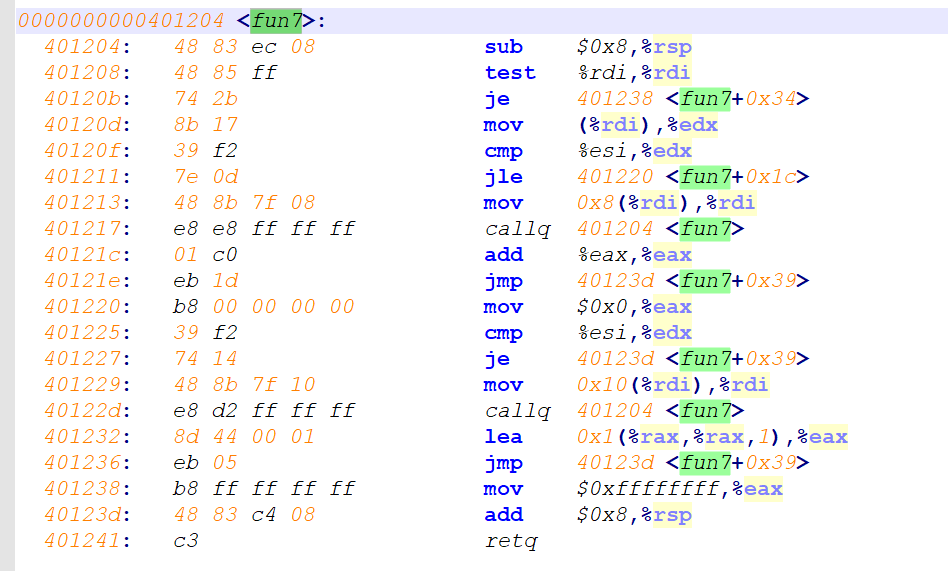 0000000000401204 <fun7>:
401204: 48 83 ec 08 sub $0x8,%rsp
401208: 48 85 ff test %rdi,%rdi
40120b: 74 2b je 401238 <fun7+0x34>
40120d: 8b 17 mov (%rdi),%edx
40120f: 39 f2 cmp %esi,%edx
401211: 7e 0d jle 401220 <fun7+0x1c>
401213: 48 8b 7f 08 mov 0x8(%rdi),%rdi
401217: e8 e8 ff ff ff callq 401204 <fun7>
40121c: 01 c0 add %eax,%eax
40121e: eb 1d jmp 40123d <fun7+0x39>
401220: b8 00 00 00 00 mov $0x0,%eax
401225: 39 f2 cmp %esi,%edx
401227: 74 14 je 40123d <fun7+0x39>
401229: 48 8b 7f 10 mov 0x10(%rdi),%rdi
40122d: e8 d2 ff ff ff callq 401204 <fun7>
401232: 8d 44 00 01 lea 0x1(%rax,%rax,1),%eax
401236: eb 05 jmp 40123d <fun7+0x39>
401238: b8 ff ff ff ff mov $0xffffffff,%eax
40123d: 48 83 c4 08 add $0x8,%rsp
401241: c3 retq